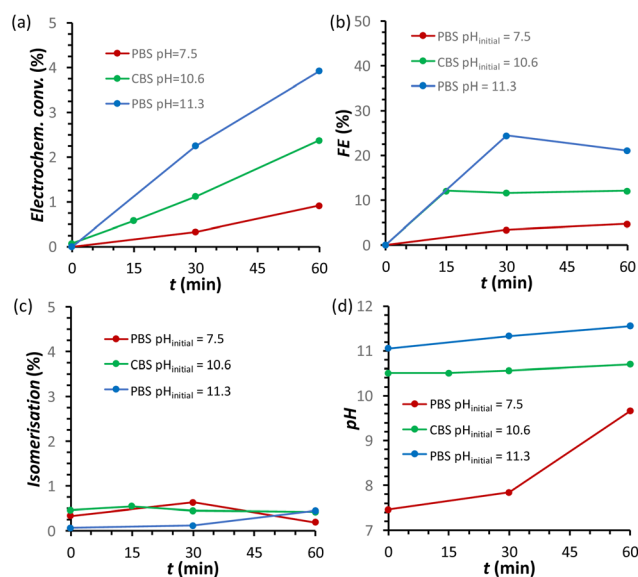 (a)
5
4
3
2
1
0
Electrochem. conv. (%)
PBS pH=7.5
CBS pH=10.6
PBS pH=11.3
0 15 30 45 60
t (min)
(b)
50
40
30
20
10
0
FE (%)
PBS pHinitial = 7.5
CBS pHinitial = 10.6
PBS pH = 11.3
0 15 30 45 60
t (min)
(c)
5
4
3
2
1
0
Isomerisation (%)
PBS pHinitial = 7.5
CBS pHinitial = 10.6
PBS pHinitial = 11.3
0 15 30 45 60
t (min)
(d)
12
11
10
9
8
7
pH
PBS pHinitial = 7.5
CBS pHinitial = 10.6
PBS pHinitial = 11.3
0 15 30 45 60
t (min)